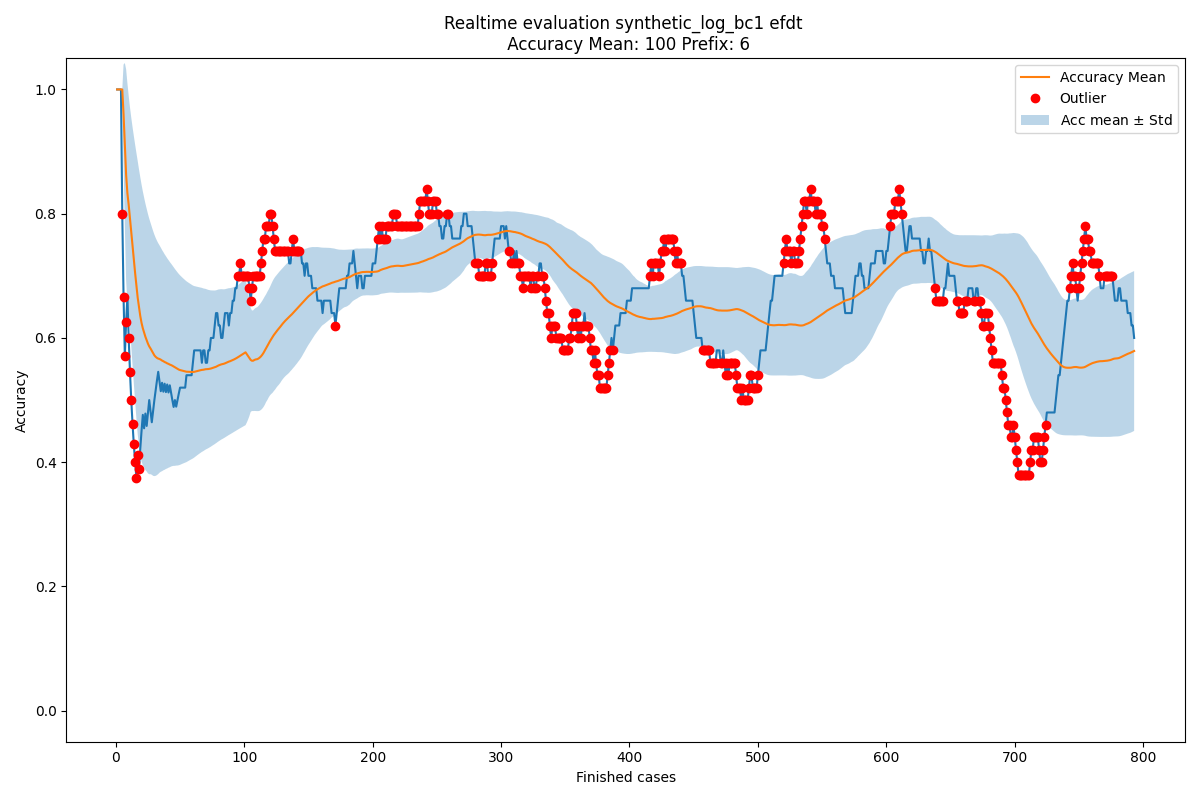 Realtime evaluation synthetic_log_bc1 efdt
Accuracy Mean: 100 Prefix: 6
Accuracy Mean
Outlier
Acc mean ± Std
1.0
0.8
0.6
0.4
0.2
0.0
Accuracy
0 100 200 300 400 500 600 700 800
Finished cases